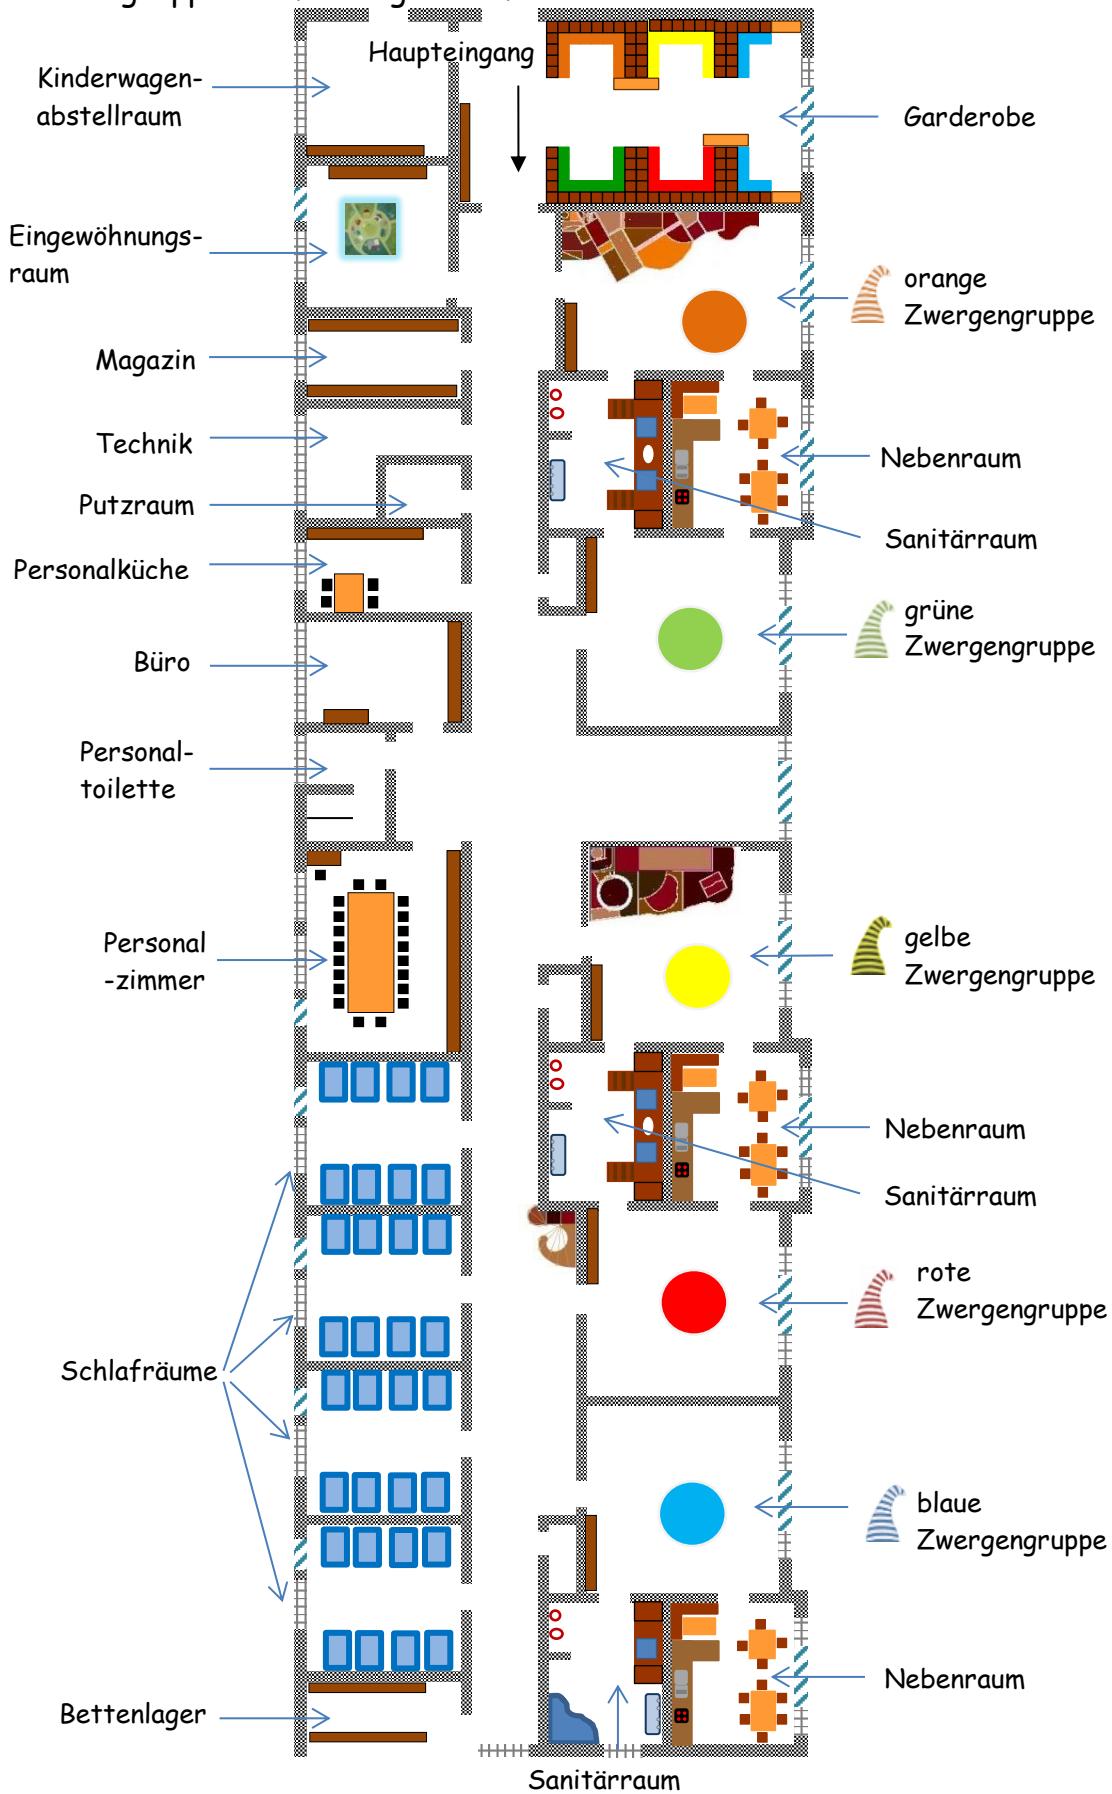 Haupteingang
Kinderwagen-
abstellraum
Garderobe
Eingewöhnungs-
raum
orange
Zwergengruppe
Magazin
Technik
Nebenraum
Putzraum
Sanitärraum
Personalküche
grüne
Zwergengruppe
Büro
Personal-
toilette
gelbe
Zwergengruppe
Personal
-zimmer
Nebenraum
Sanitärraum
rote
Zwergengruppe
Schlafräume
blaue
Zwergengruppe
Nebenraum
Bettenlager
Sanitärraum